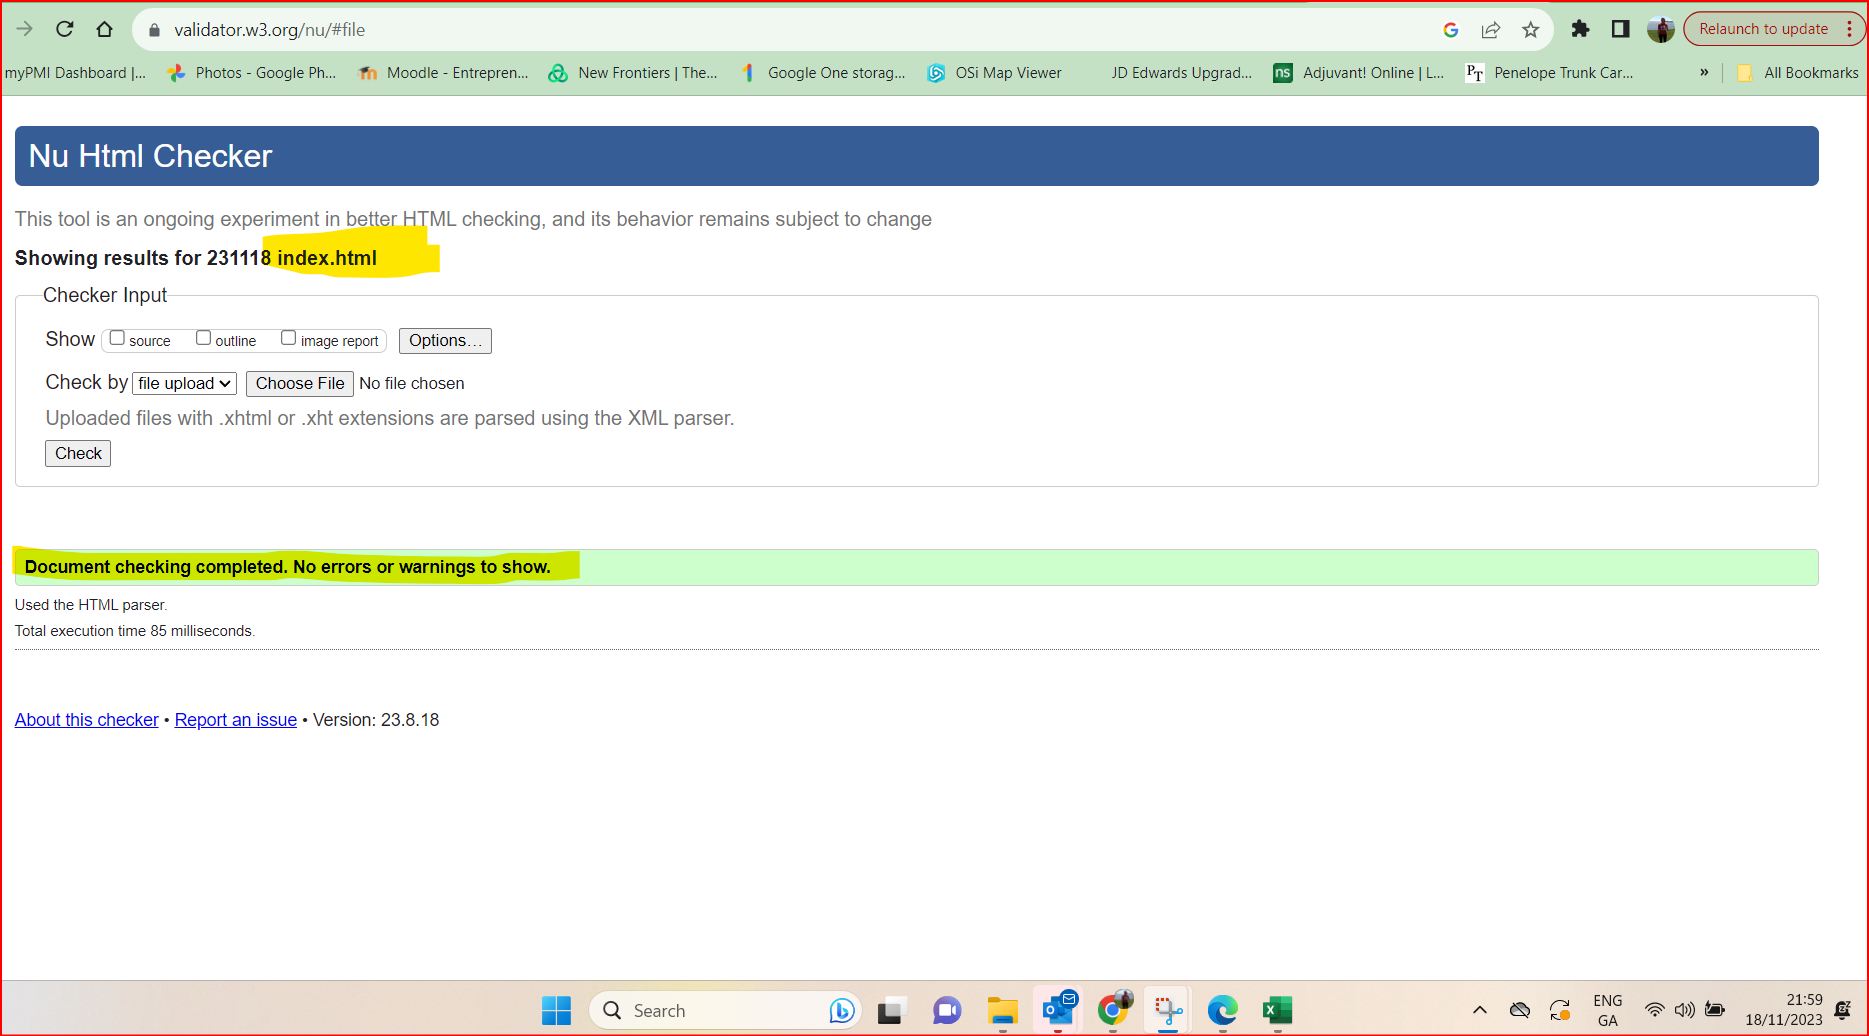 validator.w3.org/nu/#file
Relaunch to update
myPMI Dashboard |...
Photos - Google Ph...
Moodle - Entrepren...
New Frontiers | The...
Google One storag...
OSi Map Viewer
JD Edwards Upgrad...
ns
Adjuvant! Online | L...
PT
Penelope Trunk Car...
»
All Bookmarks
Nu Html Checker
This tool is an ongoing experiment in better HTML checking, and its behavior remains subject to change
Showing results for 231118 index.html
Checker Input
Show source outline image report Options...
Check by file upload Choose File No file chosen
Uploaded files with .xhtml or .xht extensions are parsed using the XML parser.
Check
Document checking completed. No errors or warnings to show.
Used the HTML parser.
Total execution time 85 milliseconds.
About this checker • Report an issue • Version: 23.8.18
Search
ENG
GA
21:59
18/11/2023